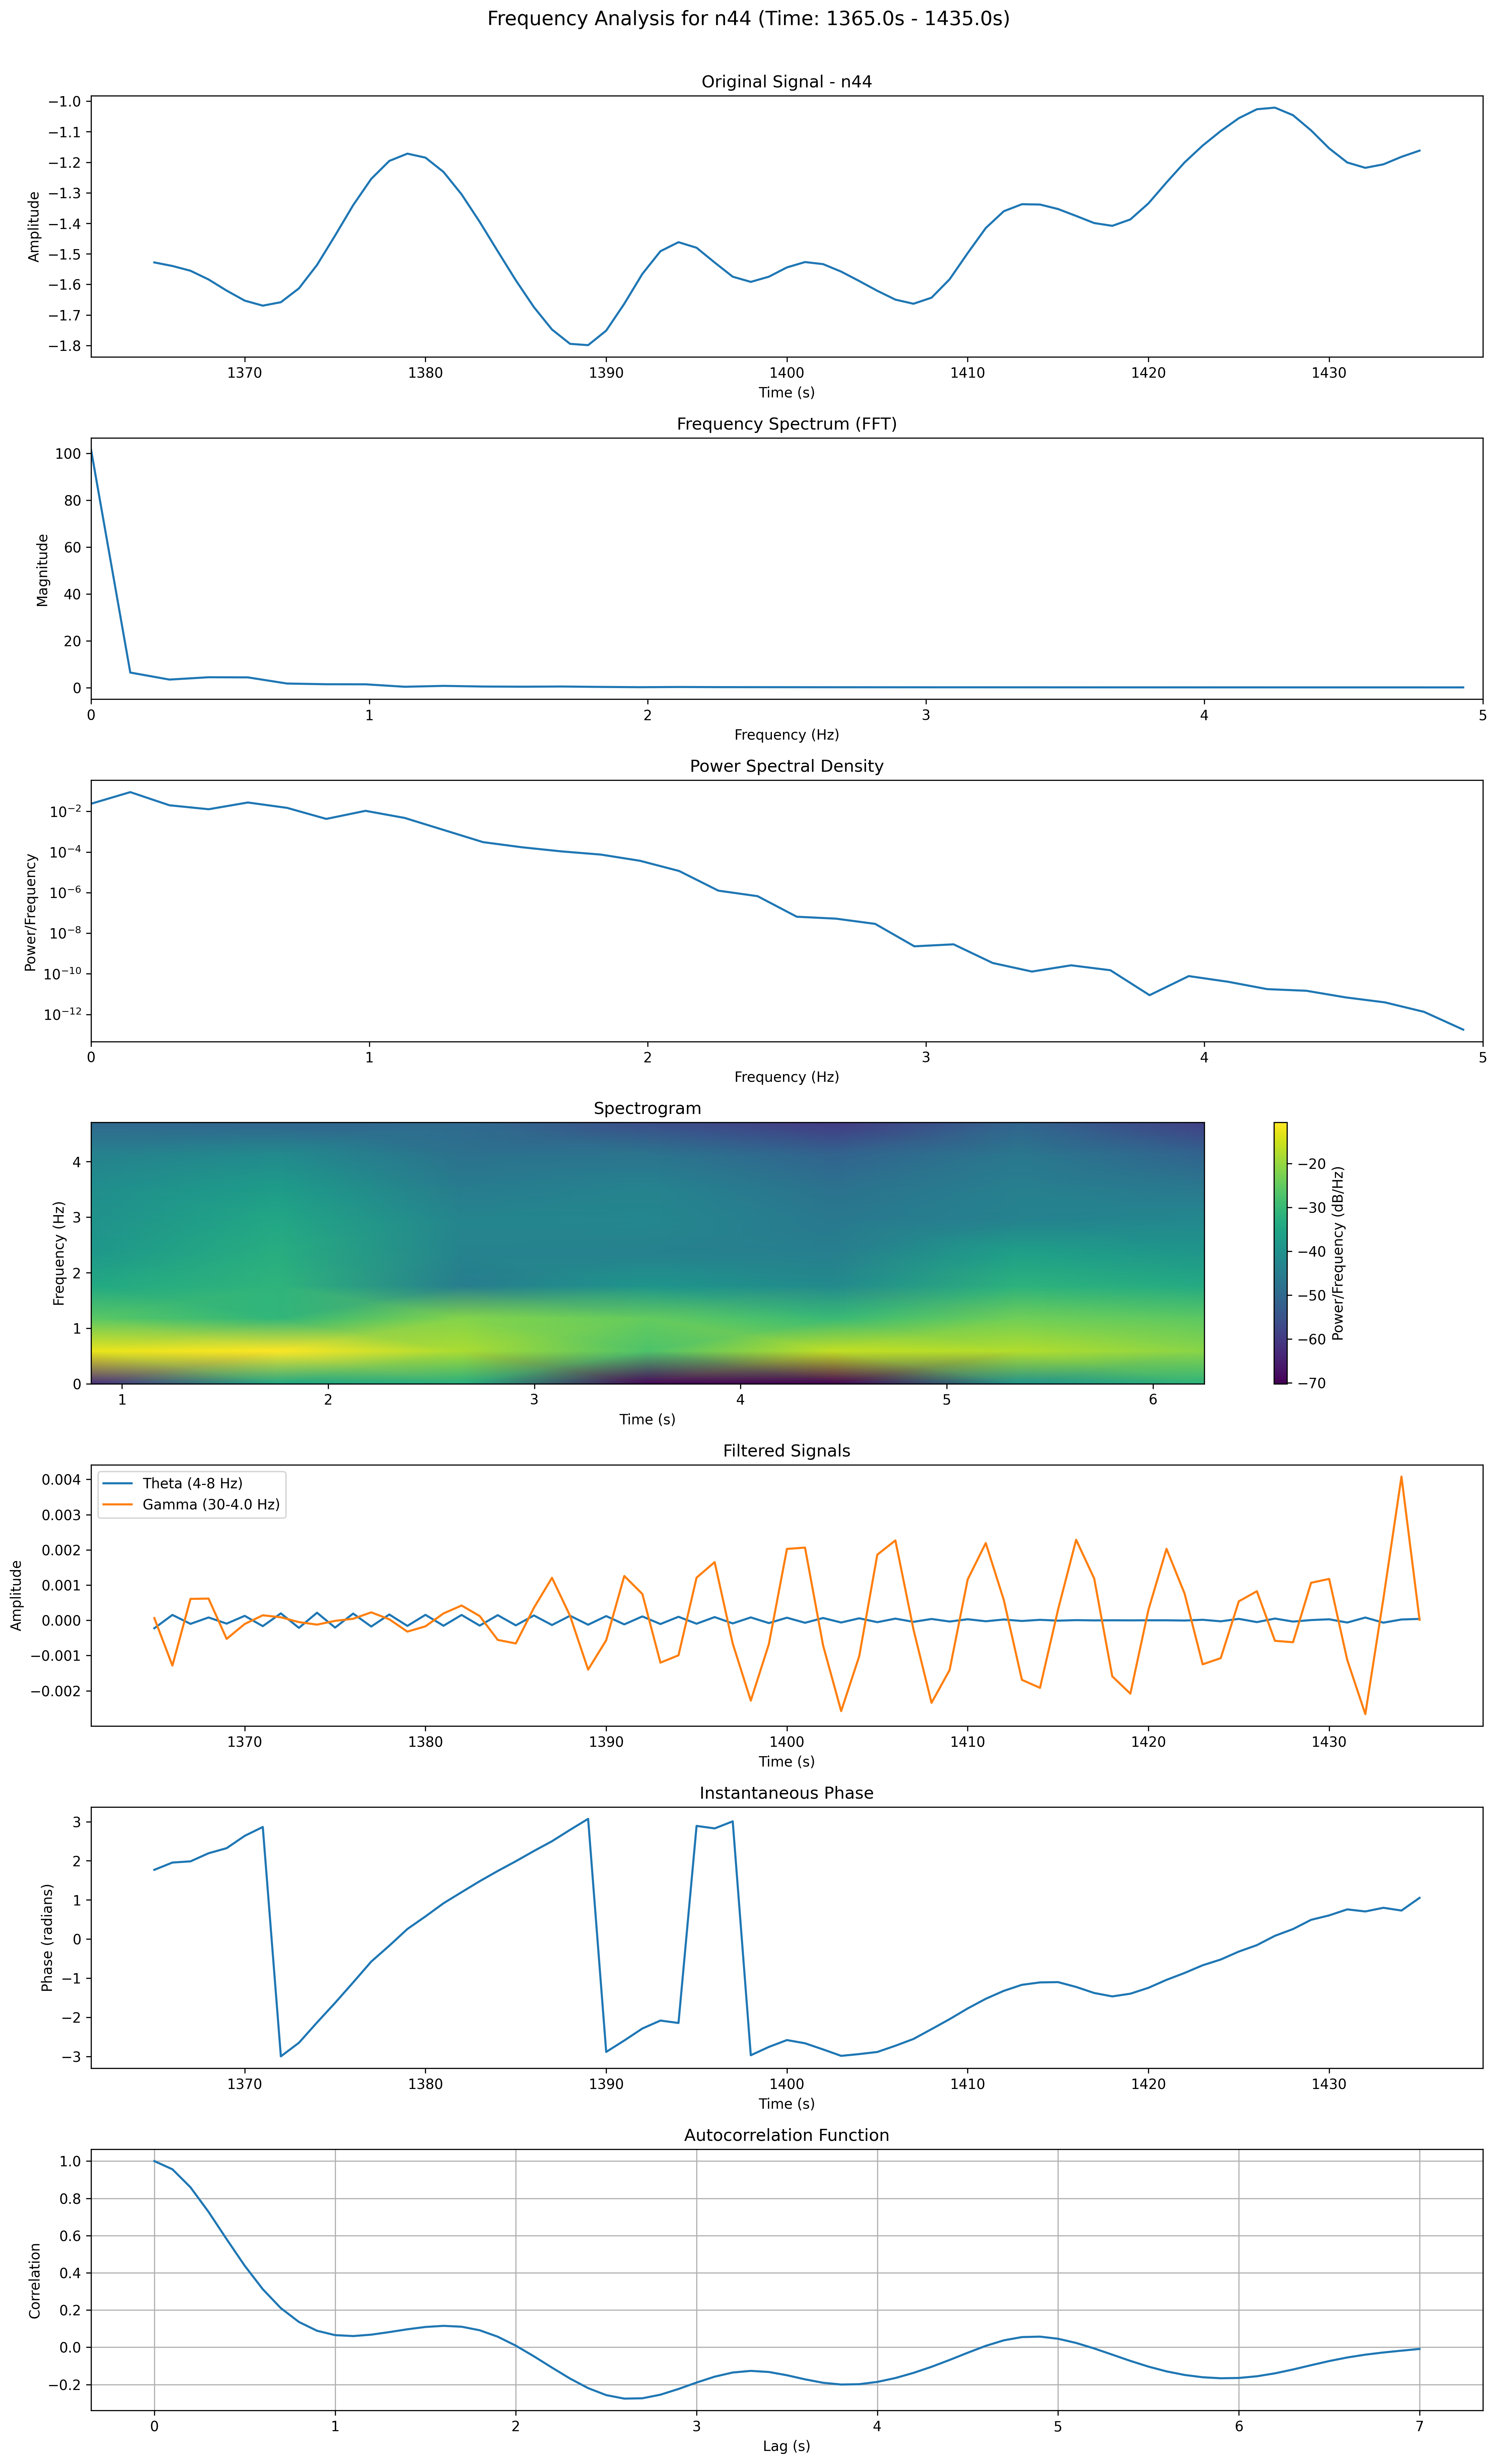 Frequency Analysis for n44 (Time: 1365.0s - 1435.0s)
Original Signal - n44
−1.0
−1.1
−1.2
−1.3
−1.4
−1.5
−1.6
−1.7
−1.8
Amplitude
1370 1380 1390 1400 1410 1420 1430
Time (s)
Frequency Spectrum (FFT)
100
80
60
40
20
0
Magnitude
0 1 2 3 4 5
Frequency (Hz)
Power Spectral Density
10⁻²
10⁻⁴
10⁻⁶
10⁻⁸
10⁻¹⁰
10⁻¹²
Power/Frequency
0 1 2 3 4 5
Frequency (Hz)
Spectrogram
4
3
2
1
0
Frequency (Hz)
1 2 3 4 5 6
Time (s)
−20
−30
−40
−50
−60
−70
Power/Frequency (dB/Hz)
Filtered Signals
Theta (4-8 Hz)
Gamma (30-4.0 Hz)
0.004
0.003
0.002
0.001
0.000
−0.001
−0.002
Amplitude
1370 1380 1390 1400 1410 1420 1430
Time (s)
Instantaneous Phase
3
2
1
0
−1
−2
−3
Phase (radians)
1370 1380 1390 1400 1410 1420 1430
Time (s)
Autocorrelation Function
1.0
0.8
0.6
0.4
0.2
0.0
−0.2
Correlation
0 1 2 3 4 5 6 7
Lag (s)